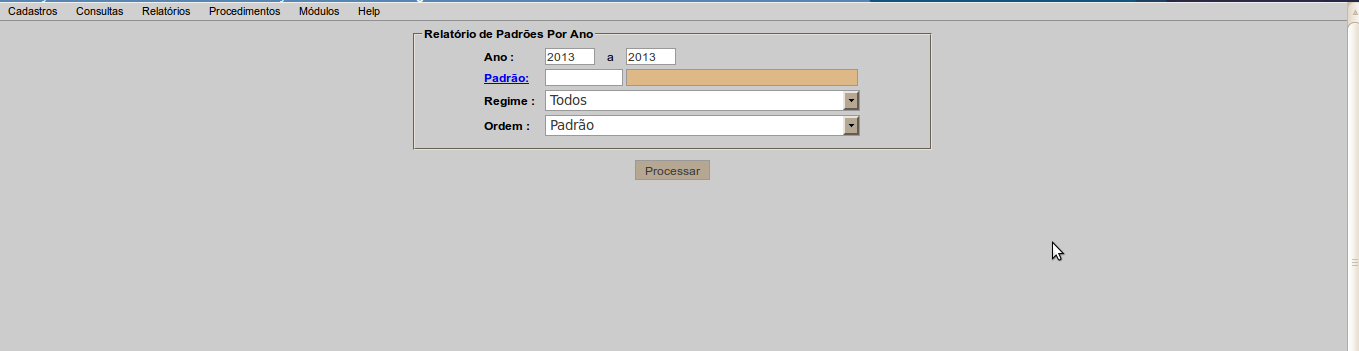 Cadastros Consultas Relatórios Procedimentos Módulos Help
Relatório de Padrões Por Ano
Ano : 2013 a 2013
Padrão:
Regime : Todos
Ordem : Padrão
Processar